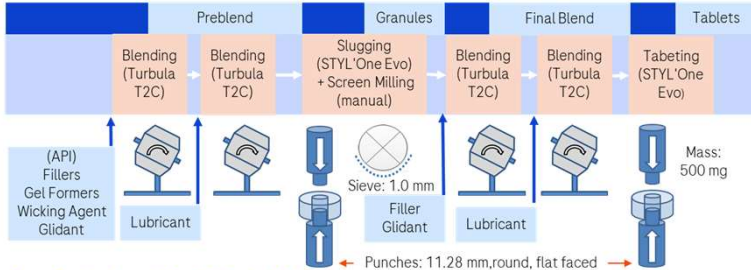 Preblend
Granules
Final Blend
Tablets
Blending
(Turbula
T2C)
Blending
(Turbula
T2C)
Slugging
(STYL'One Evo)
+ Screen Milling
(manual)
Blending
(Turbula
T2C)
Blending
(Turbula
T2C)
Tabeting
(STYL'One
Evo)
(API)
Fillers
Gel Formers
Wicking Agent
Glidant
Lubricant
Sieve: 1.0 mm
Filler
Glidant
Lubricant
Mass:
500 mg
Punches: 11.28 mm,round, flat faced